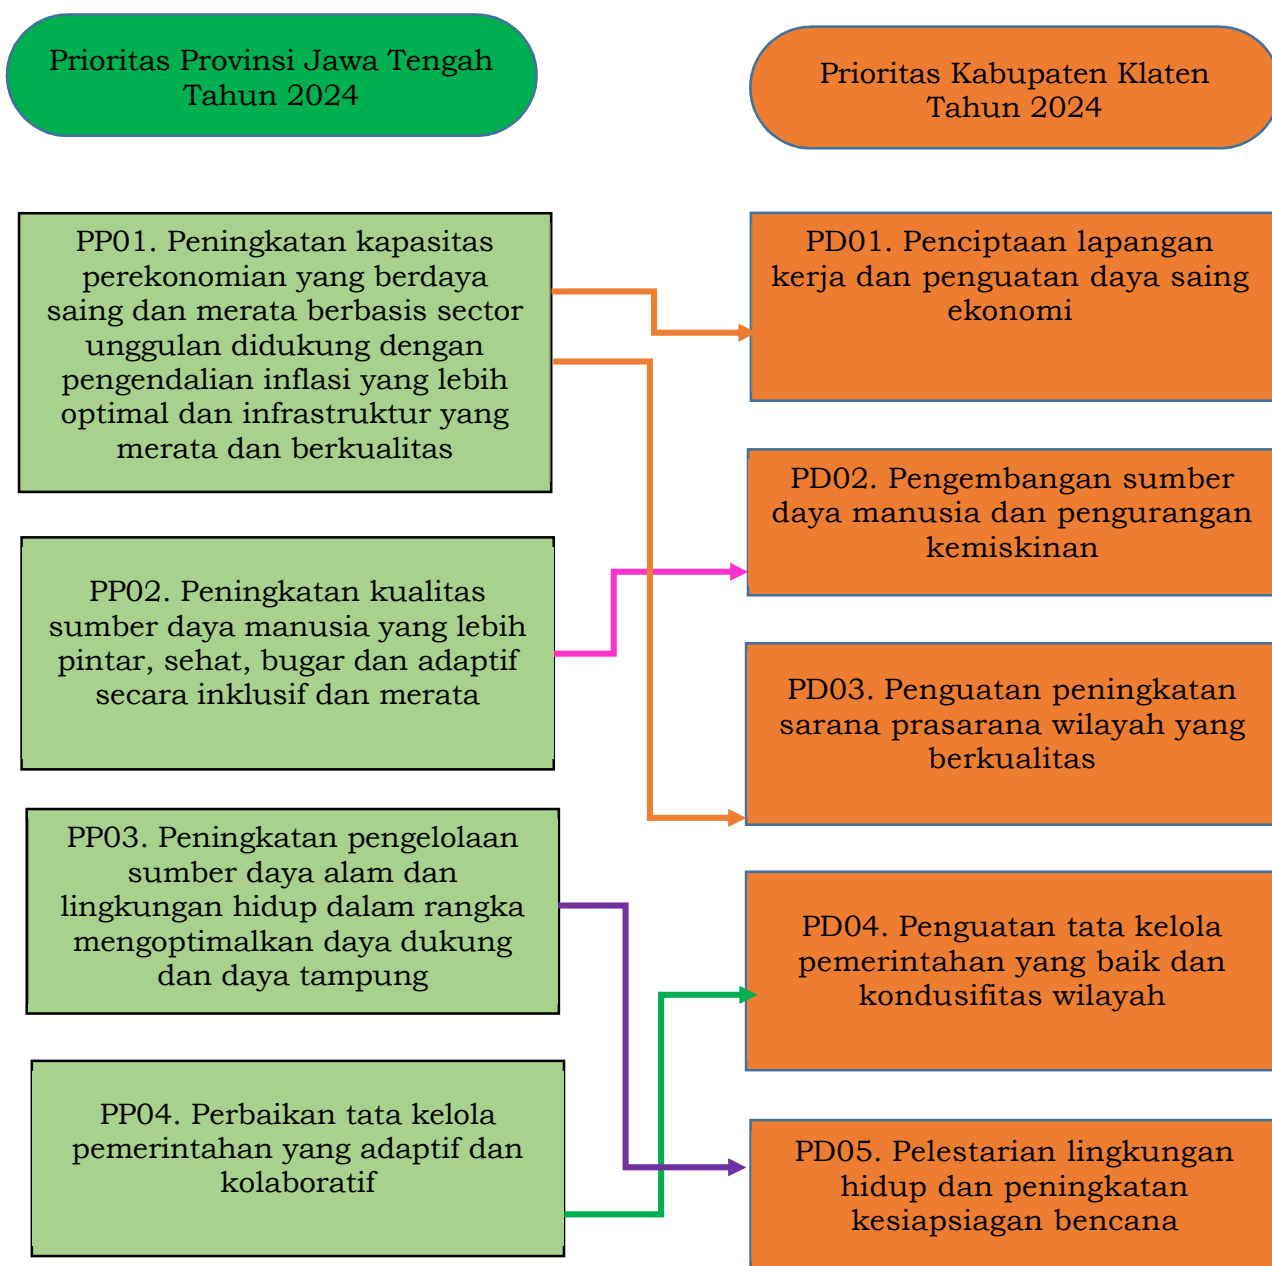 Prioritas Provinsi Jawa Tengah
Tahun 2024
Prioritas Kabupaten Klaten
Tahun 2024
PP01. Peningkatan kapasitas
perekonomian yang berdaya
saing dan merata berbasis sector
unggulan didukung dengan
pengendalian inflasi yang lebih
optimal dan infrastruktur yang
merata dan berkualitas
PD01. Penciptaan lapangan
kerja dan penguatan daya saing
ekonomi
PP02. Peningkatan kualitas
sumber daya manusia yang lebih
pintar, sehat, bugar dan adaptif
secara inklusif dan merata
PD02. Pengembangan sumber
daya manusia dan pengurangan
kemiskinan
PD03. Penguatan peningkatan
sarana prasarana wilayah yang
berkualitas
PP03. Peningkatan pengelolaan
sumber daya alam dan
lingkungan hidup dalam rangka
mengoptimalkan daya dukung
dan daya tampung
PD04. Penguatan tata kelola
pemerintahan yang baik dan
kondusifitas wilayah
PP04. Perbaikan tata kelola
pemerintahan yang adaptif dan
kolaboratif
PD05. Pelestarian lingkungan
hidup dan peningkatan
kesiapsiagan bencana